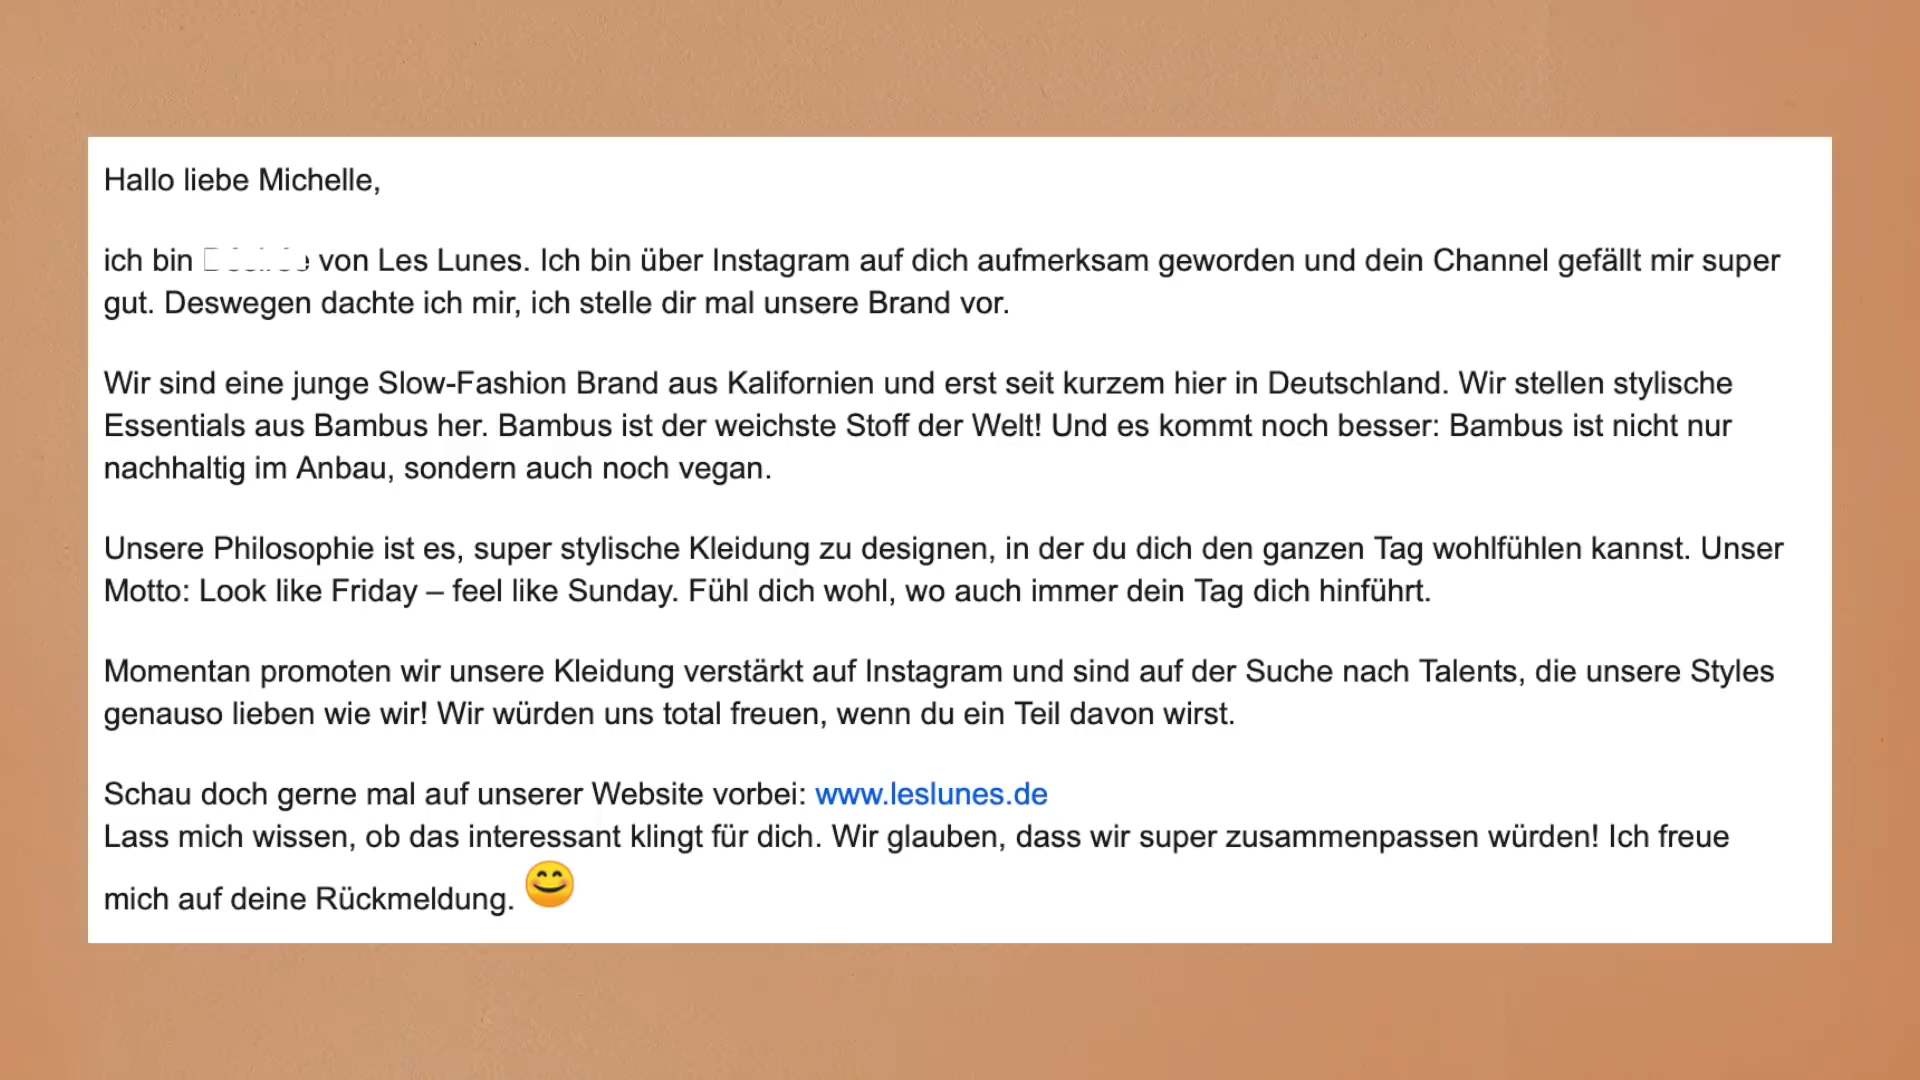 Hallo liebe Michelle,
ich bin von Les Lunes. Ich bin über Instagram auf dich aufmerksam geworden und dein Channel gefällt mir super
gut. Deswegen dachte ich mir, ich stelle dir mal unsere Brand vor.
Wir sind eine junge Slow-Fashion Brand aus Kalifornien und erst seit kurzem hier in Deutschland. Wir stellen stylische
Essentials aus Bambus her. Bambus ist der weichste Stoff der Welt! Und es kommt noch besser: Bambus ist nicht nur
nachhaltig im Anbau, sondern auch noch vegan.
Unsere Philosophie ist es, super stylische Kleidung zu designen, in der du dich den ganzen Tag wohlfühlen kannst. Unser
Motto: Look like Friday – feel like Sunday. Fühl dich wohl, wo auch immer dein Tag dich hinführt.
Momentan promoten wir unsere Kleidung verstärkt auf Instagram und sind auf der Suche nach Talents, die unsere Styles
genauso lieben wie wir! Wir würden uns total freuen, wenn du ein Teil davon wirst.
Schau doch gerne mal auf unserer Website vorbei: www.leslunes.de
Lass mich wissen, ob das interessant klingt für dich. Wir glauben, dass wir super zusammenpassen würden! Ich freue
mich auf deine Rückmeldung. 😊